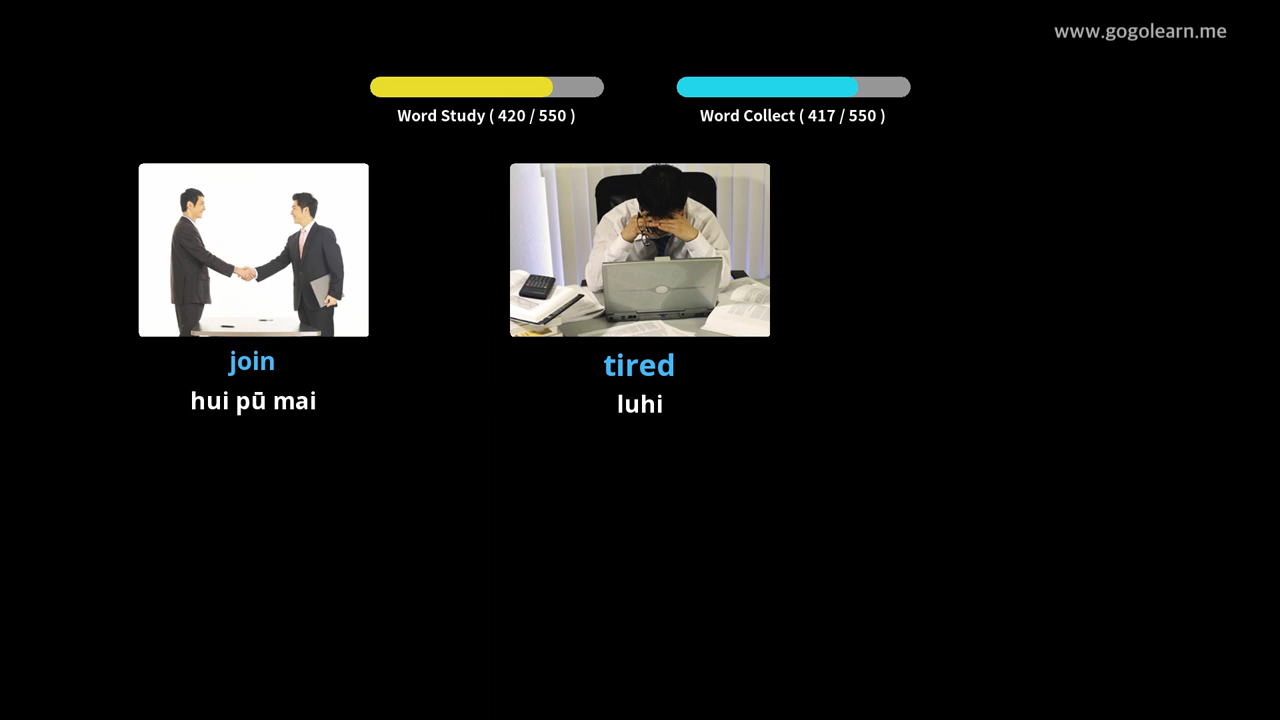 www.gogolearn.me
Word Study ( 420 / 550 )
Word Collect ( 417 / 550 )
join
hui pū mai
tired
luhi